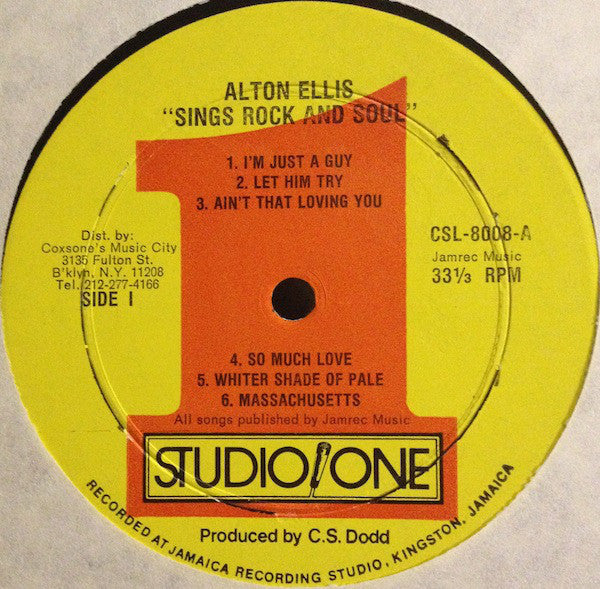 ALTON ELLIS
"SINGS ROCK AND SOUL"
1. I'M JUST A GUY
2. LET HIM TRY
3. AIN'T THAT LOVING YOU
Dist. by:
Coxsone's Music City
3135 Fulton St.
B'klyn, N.Y. 11208
Tel. 212-277-4166
SIDE I
CSL-8008-A
Jamrec Music
33⅓ RPM
4. SO MUCH LOVE
5. WHITER SHADE OF PALE
6. MASSACHUSETTS
All songs published by Jamrec Music
STUDIO ONE
Produced by C.S. Dodd
RECORDED AT JAMAICA RECORDING STUDIO, KINGSTON, JAMAICA